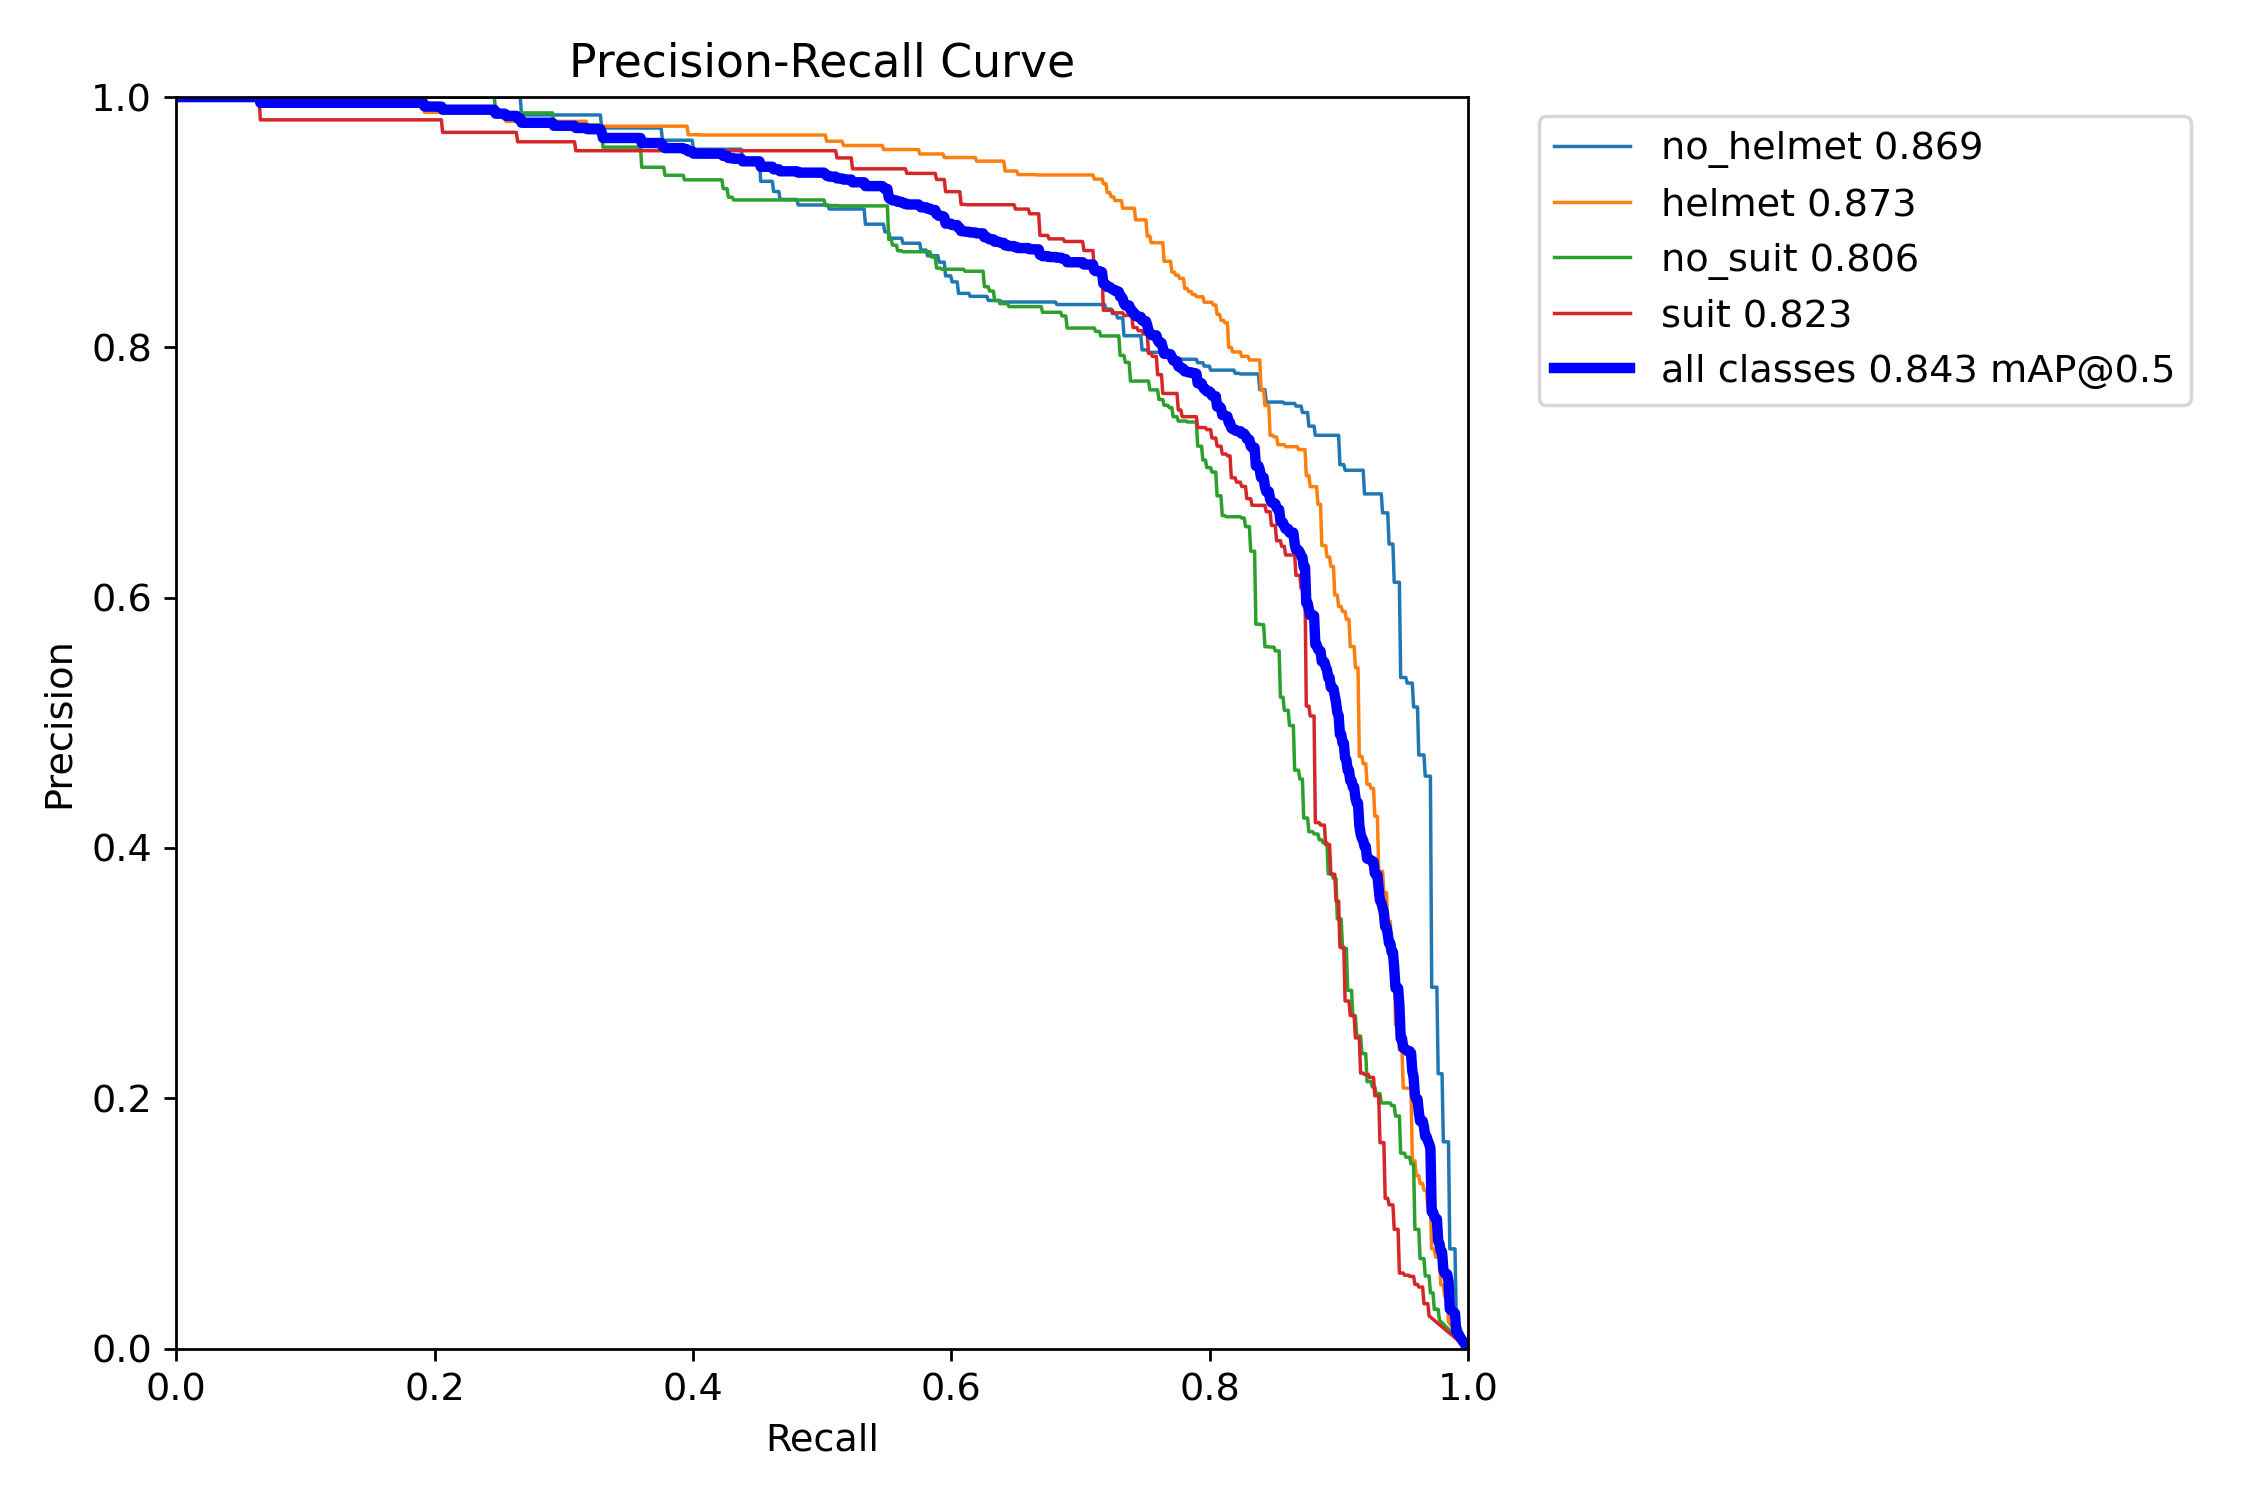 Precision-Recall Curve
1.0
0.8
0.6
0.4
0.2
0.0
Precision
0.0 0.2 0.4 0.6 0.8 1.0
Recall
no_helmet 0.869
helmet 0.873
no_suit 0.806
suit 0.823
all classes 0.843 mAP@0.5